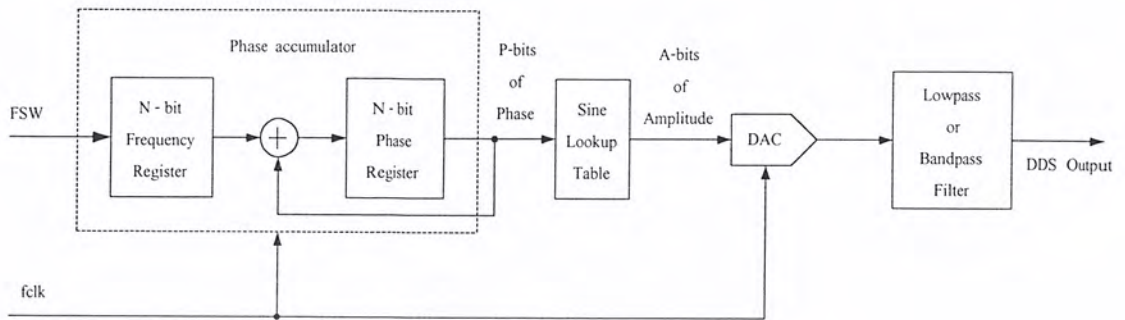 Phase accumulator
FSW
N - bit
Frequency
Register
N - bit
Phase
Register
P-bits
of
Phase
Sine
Lookup
Table
A-bits
of
Amplitude
DAC
Lowpass
or
Bandpass
Filter
DDS Output
fclk